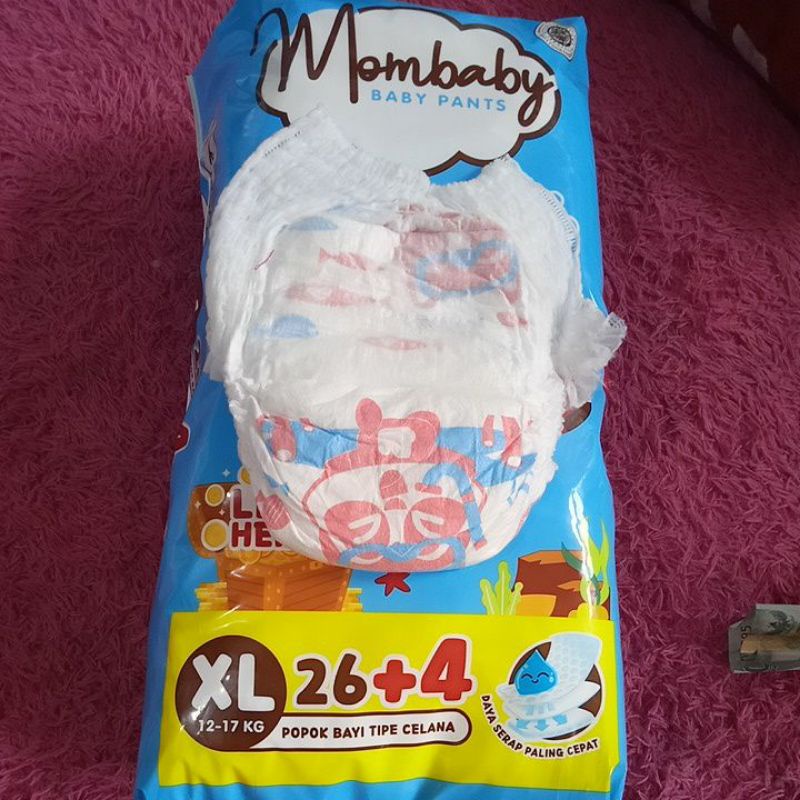 Mombaby
BABY PANTS
XL
12-17 KG
26+4
POPOK BAYI TIPE CELANA
DAYA SERAP PALING CEPAT